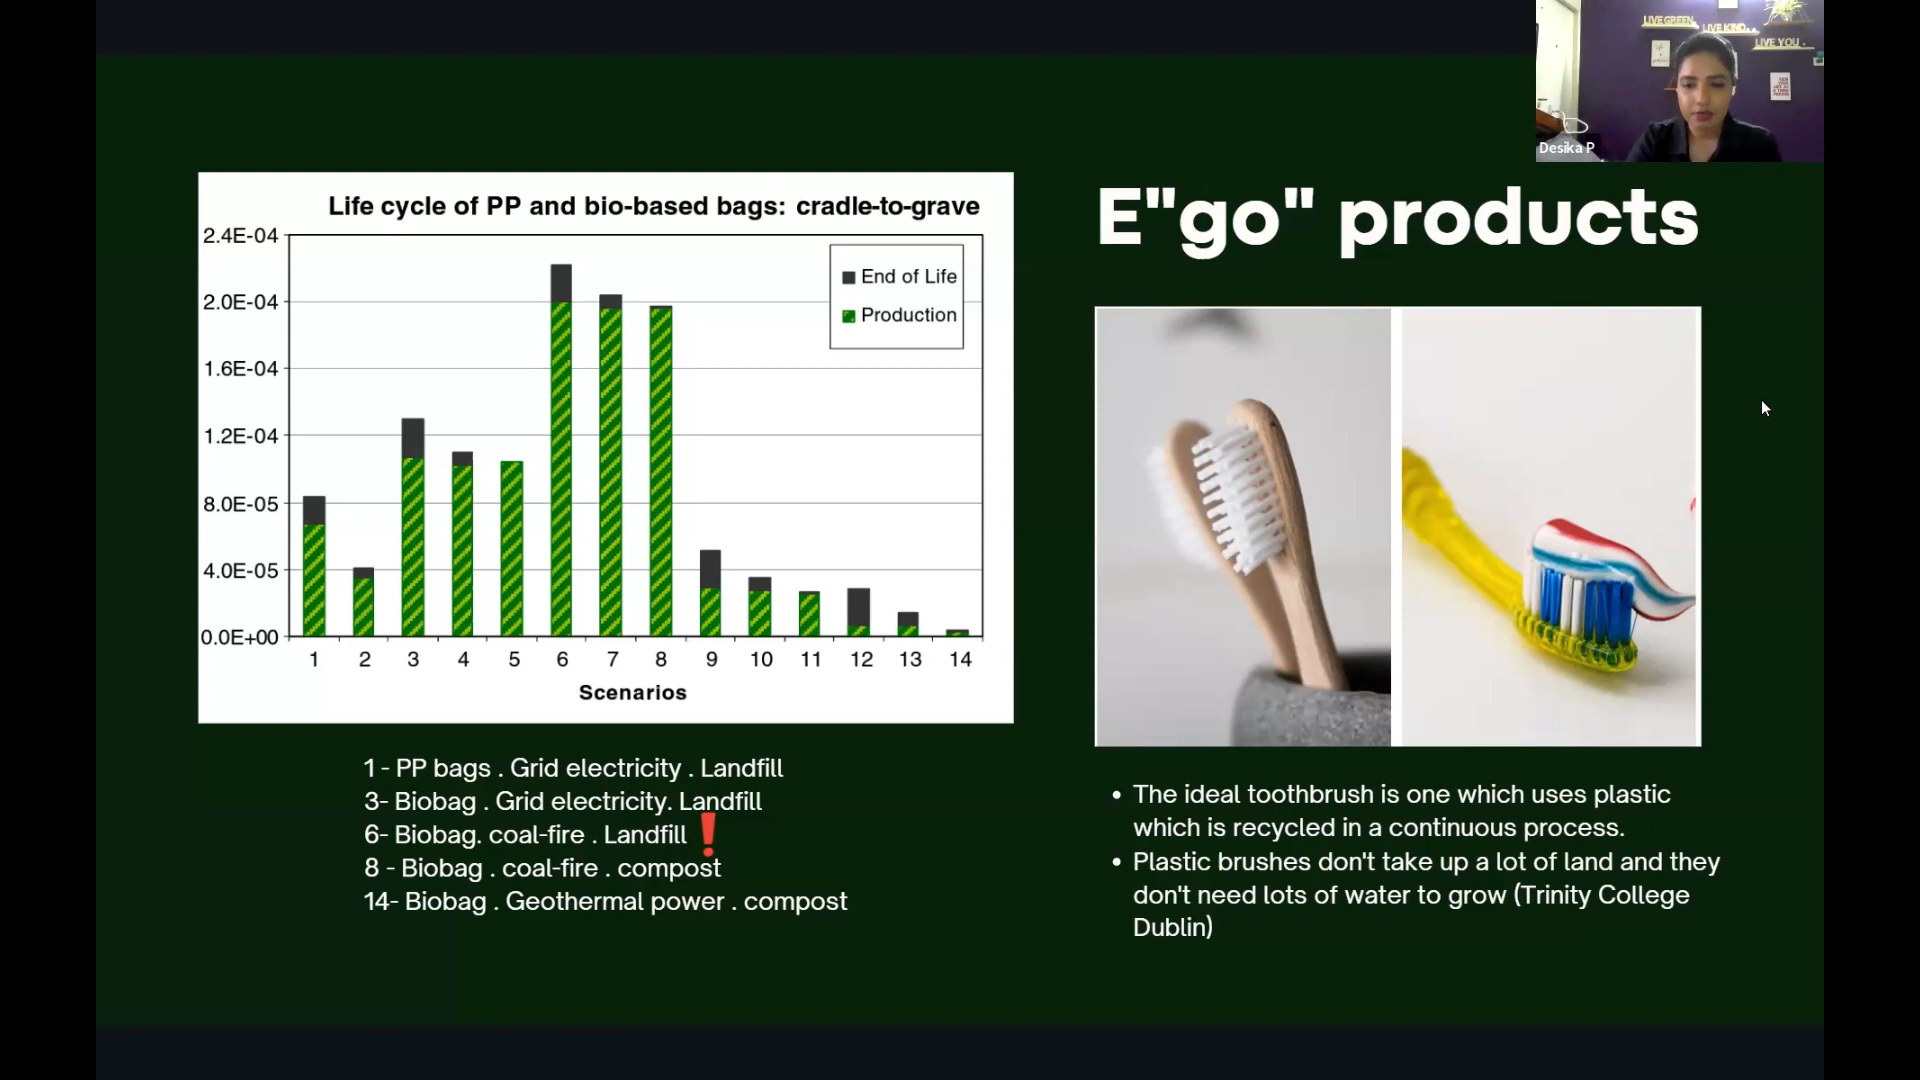 LIVE GREEN
LIVE KIND
LIVE YOU
Desika P
Life cycle of PP and bio-based bags: cradle-to-grave
2.4E-04
2.0E-04
1.6E-04
1.2E-04
8.0E-05
4.0E-05
0.0E+00
End of Life
Production
1 2 3 4 5 6 7 8 9 10 11 12 13 14
Scenarios
1 - PP bags . Grid electricity . Landfill
3- Biobag . Grid electricity. Landfill
6- Biobag. coal-fire . Landfill ❗
8 - Biobag . coal-fire . compost
14- Biobag . Geothermal power . compost
E"go" products
• The ideal toothbrush is one which uses plastic
which is recycled in a continuous process.
• Plastic brushes don't take up a lot of land and they
don't need lots of water to grow (Trinity College
Dublin)